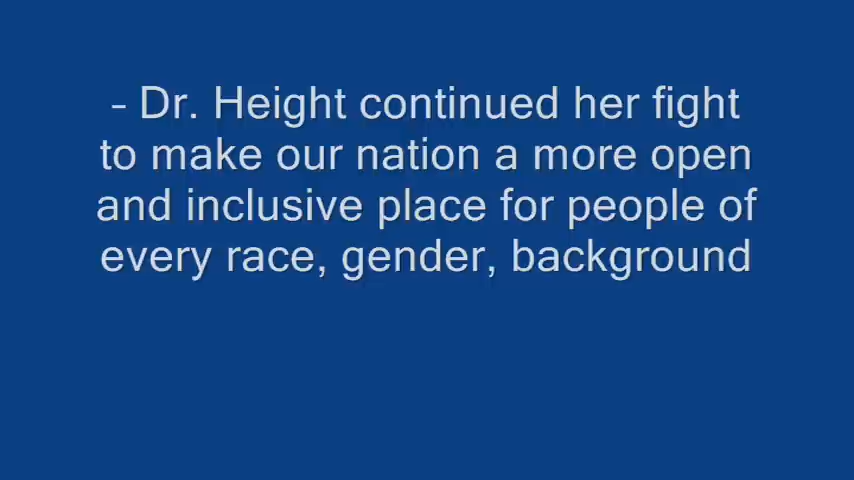 - Dr. Height continued her fight
to make our nation a more open
and inclusive place for people of
every race, gender, background